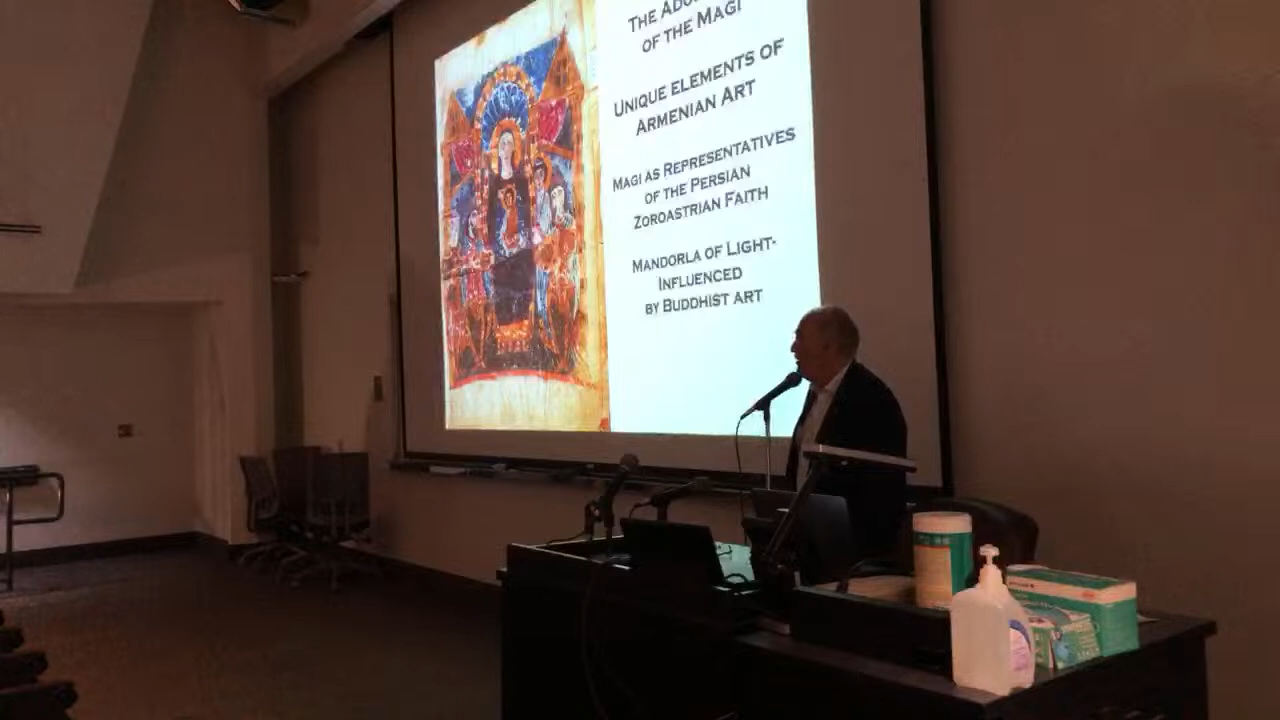 THE
OF THE MAGI
UNIQUE ELEMENTS OF
ARMENIAN ART
MAGI AS REPRESENTATIVES
OF THE PERSIAN
ZOROASTRIAN FAITH
MANDORLA OF LIGHT-
INFLUENCED
BY BUDDHIST ART